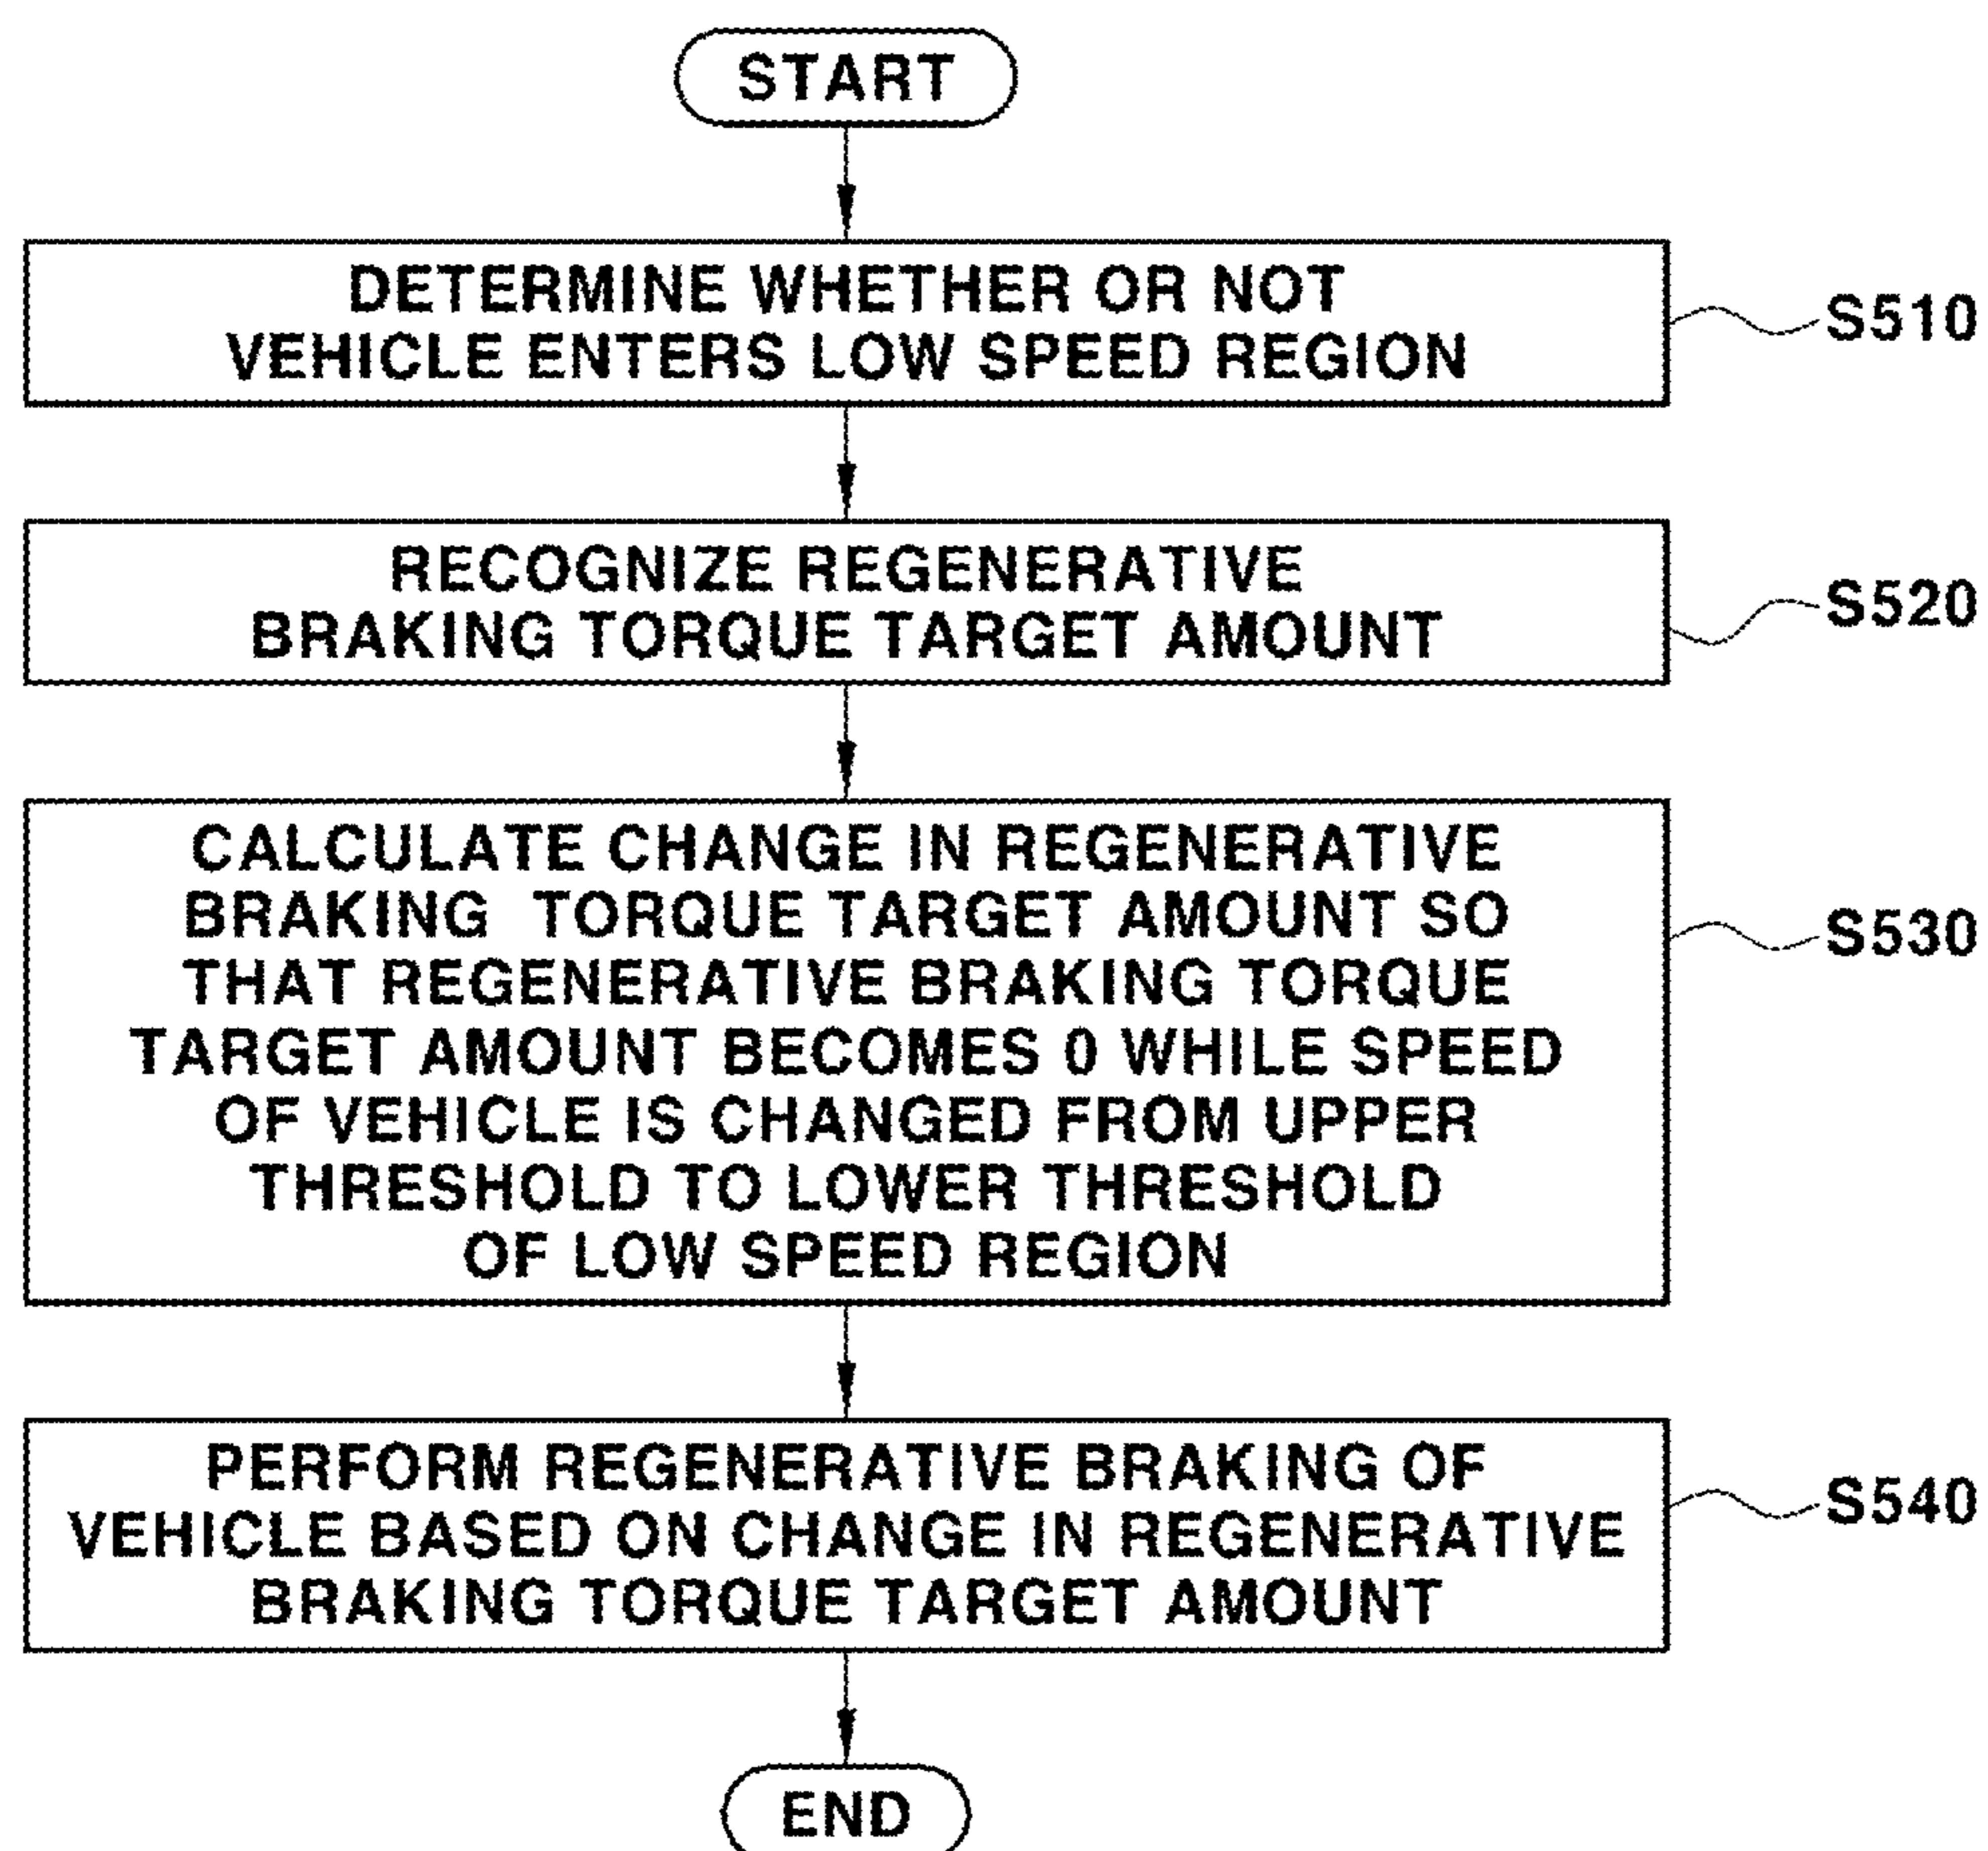 START
DETERMINE WHETHER OR NOT
VEHICLE ENTERS LOW SPEED REGION
S510
RECOGNIZE REGENERATIVE
BRAKING TORQUE TARGET AMOUNT
S520
CALCULATE CHANGE IN REGENERATIVE
BRAKING TORQUE TARGET AMOUNT SO
THAT REGENERATIVE BRAKING TORQUE
TARGET AMOUNT BECOMES 0 WHILE SPEED
OF VEHICLE IS CHANGED FROM UPPER
THRESHOLD TO LOWER THRESHOLD
OF LOW SPEED REGION
S530
PERFORM REGENERATIVE BRAKING OF
VEHICLE BASED ON CHANGE IN REGENERATIVE
BRAKING TORQUE TARGET AMOUNT
S540
END